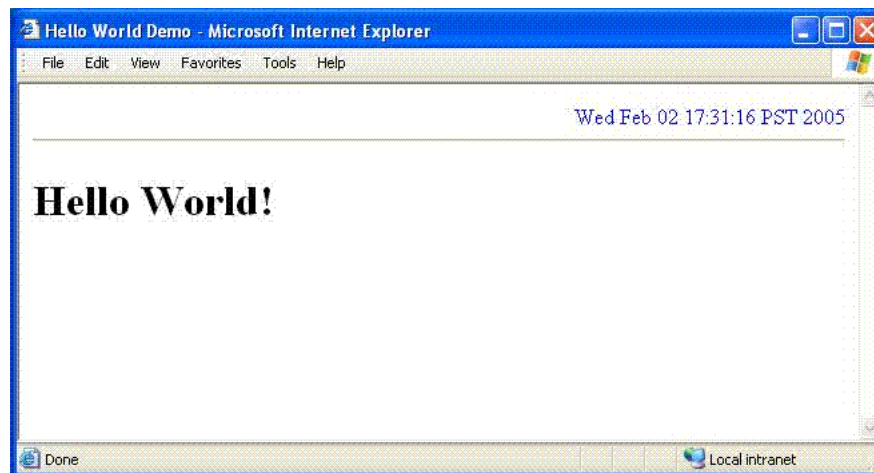 Hello World Demo - Microsoft Internet Explorer
File Edit View Favorites Tools Help
Wed Feb 02 17:31:16 PST 2005
Hello World!
Done
Local intranet